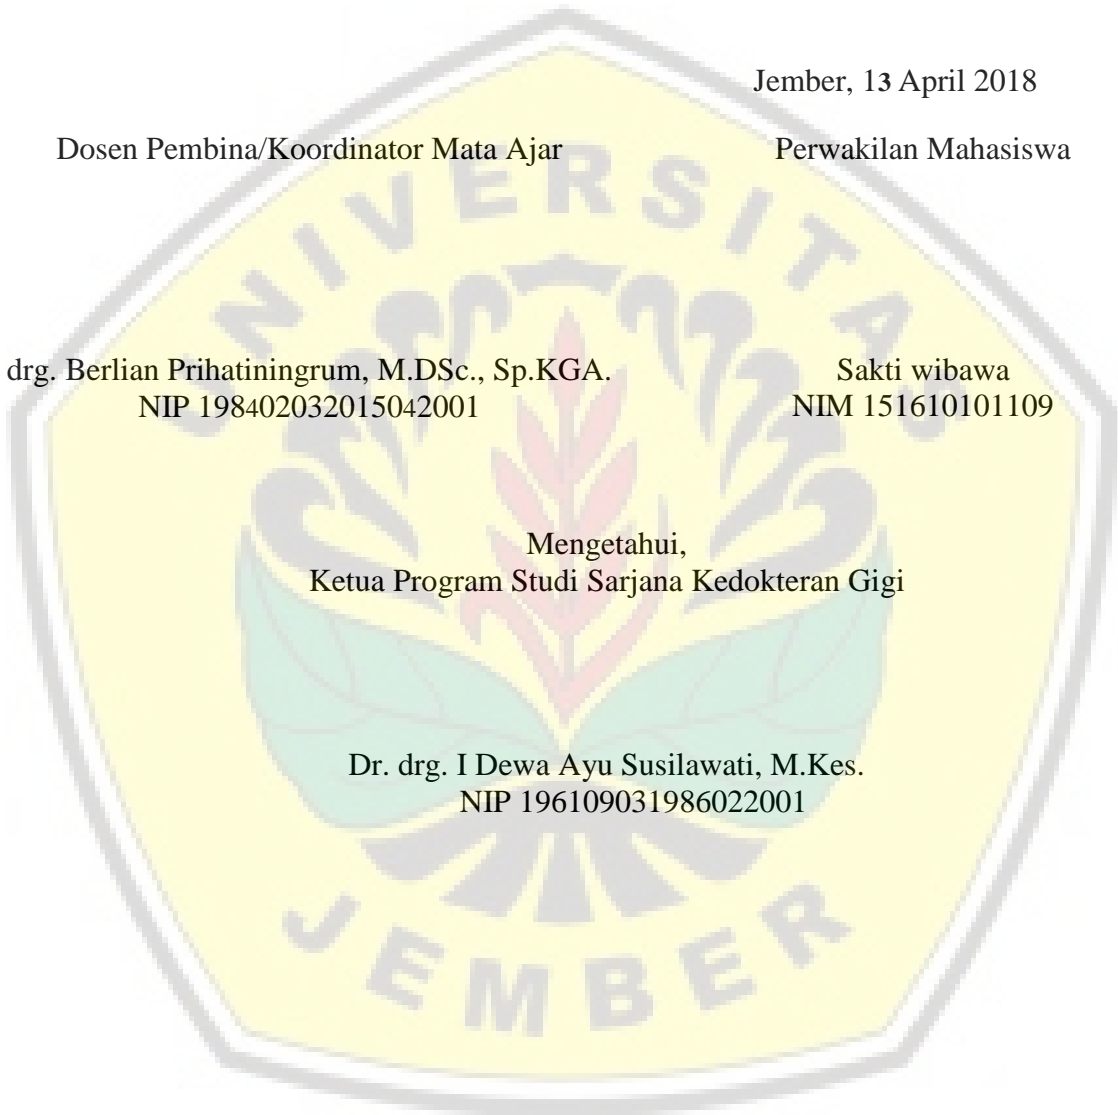 Jember, 13 April 2018
Dosen Pembina/Koordinator Mata Ajar
Perwakilan Mahasiswa
drg. Berlian Prihatiningrum, M.DSc., Sp.KGA.
NIP 198402032015042001
Sakti wibawa
NIM 151610101109
Mengetahui,
Ketua Program Studi Sarjana Kedokteran Gigi
Dr. drg. I Dewa Ayu Susilawati, M.Kes.
NIP 196109031986022001
UNIVERSITAS
JEMBER